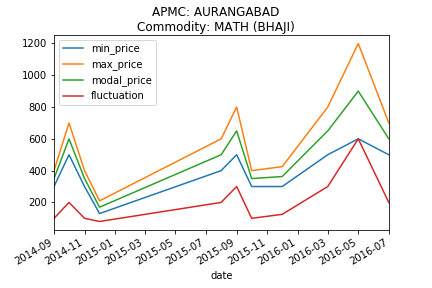 APMC: AURANGABAD
Commodity: MATH (BHAJI)
min_price
max_price
modal_price
fluctuation
1200
1000
800
600
400
200
2014-09
2014-11
2015-01
2015-03
2015-05
2015-07
2015-09
2015-11
2016-01
2016-03
2016-05
2016-07
date